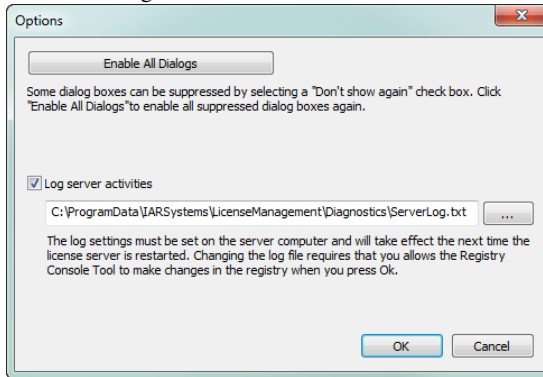 Options
Enable All Dialogs
Some dialog boxes can be suppressed by selecting a "Don't show again" check box. Click
"Enable All Dialogs"to enable all suppressed dialog boxes again.
Log server activities
C:\ProgramData\IARSystems\LicenseManagement\Diagnostics\ServerLog.txt ...
The log settings must be set on the server computer and will take effect the next time the
license server is restarted. Changing the log file requires that you allows the Registry
Console Tool to make changes in the registry when you press Ok.
OK Cancel